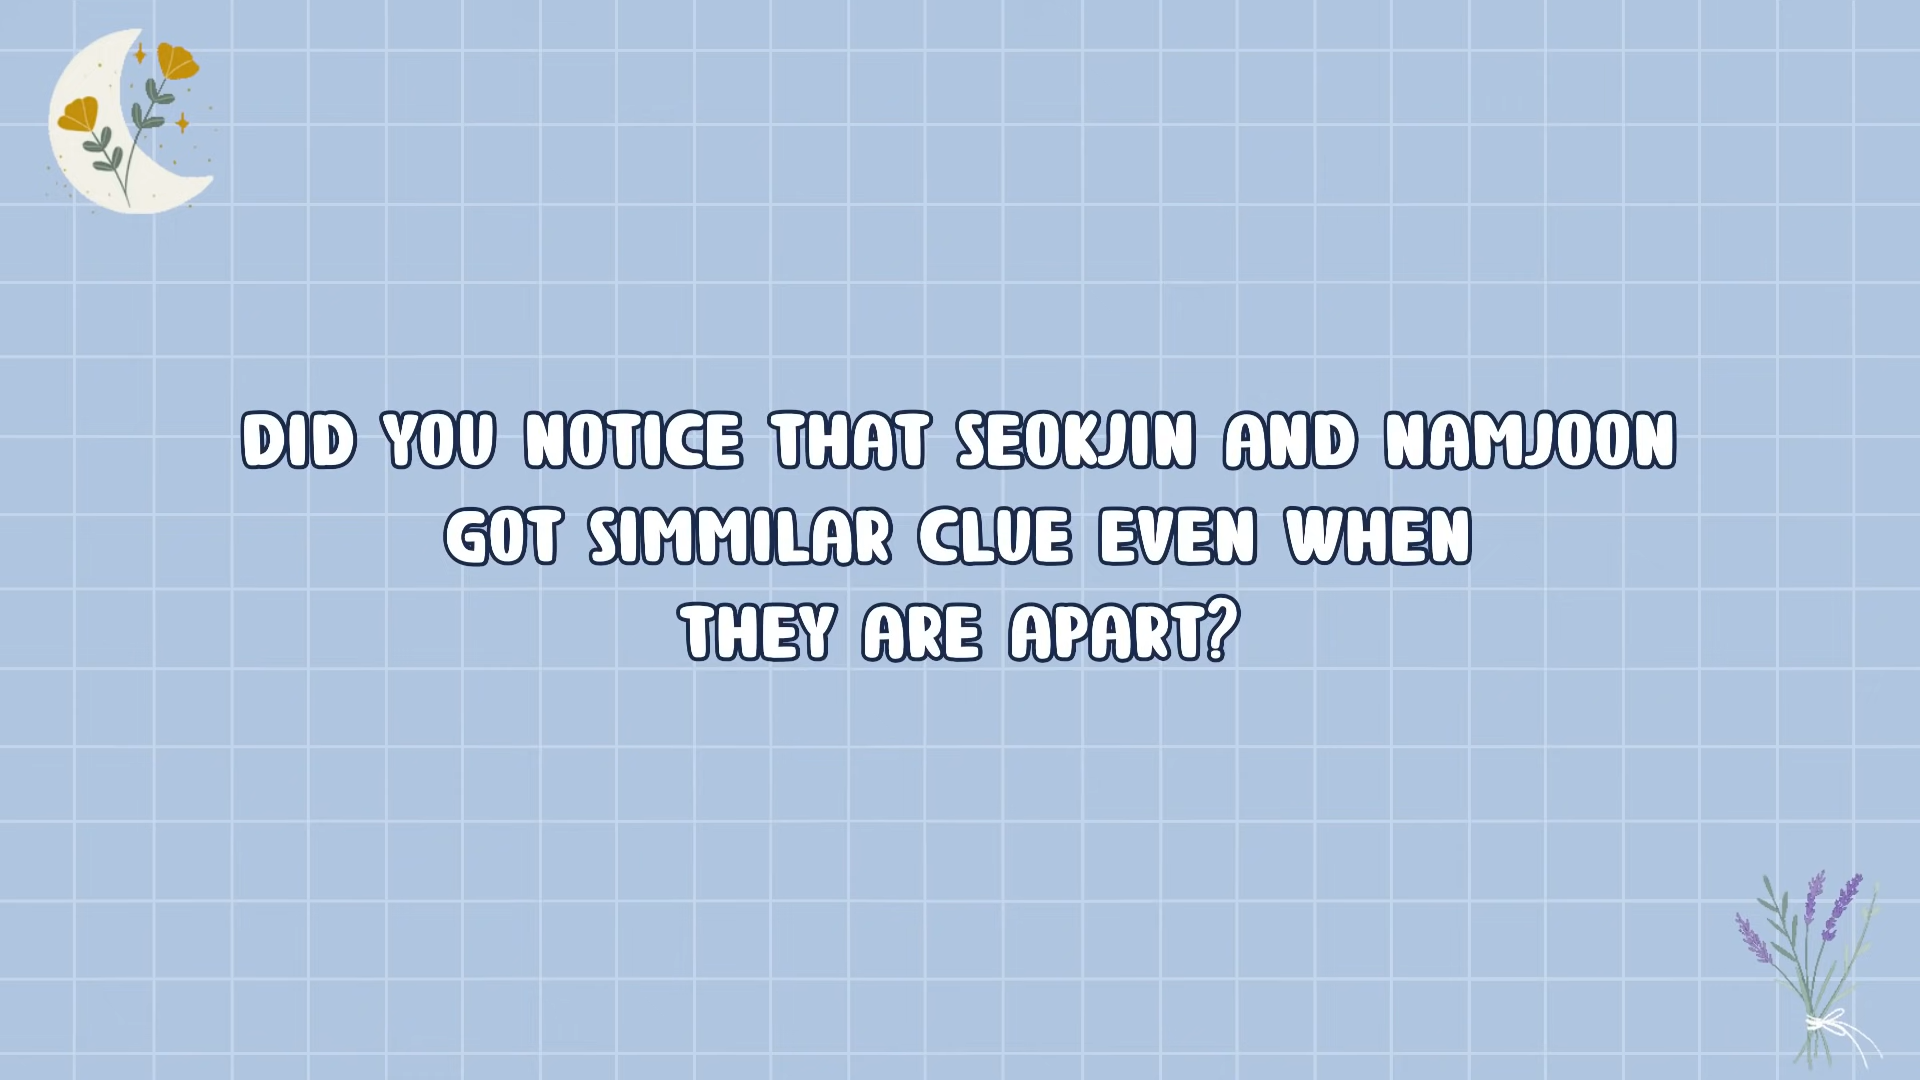 DID YOU NOTICE THAT SEOKJIN AND NAMJOON
GOT SIMMILAR CLUE EVEN WHEN
THEY ARE APART?